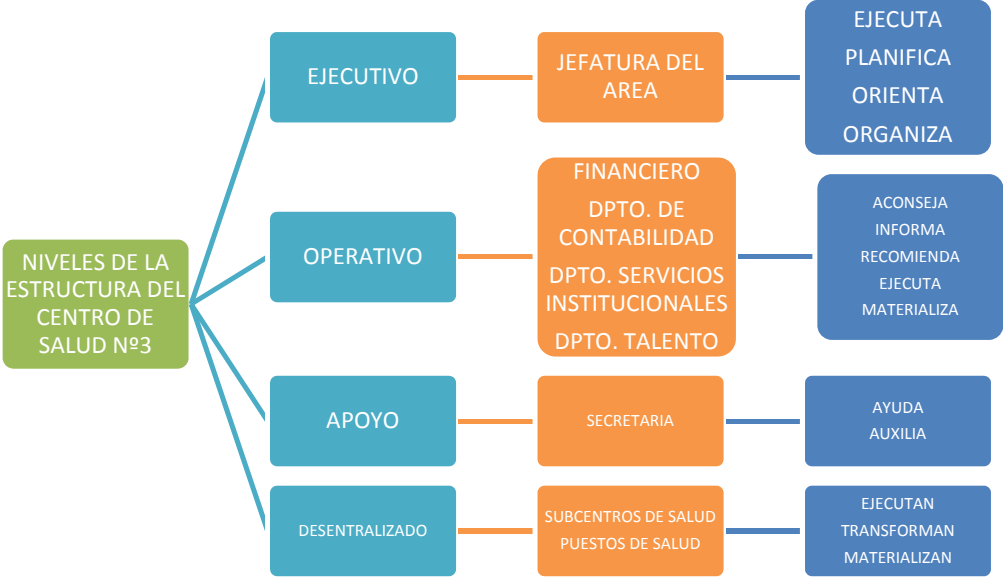 NIVELES DE LA
ESTRUCTURA DEL
CENTRO DE
SALUD Nº3
EJECUTIVO
JEFATURA DEL
AREA
EJECUTA
PLANIFICA
ORIENTA
ORGANIZA
OPERATIVO
FINANCIERO
DPTO. DE
CONTABILIDAD
DPTO. SERVICIOS
INSTITUCIONALES
DPTO. TALENTO
ACONSEJA
INFORMA
RECOMIENDA
EJECUTA
MATERIALIZA
APOYO
SECRETARIA
AYUDA
AUXILIA
DESENTRALIZADO
SUBCENTROS DE SALUD
PUESTOS DE SALUD
EJECUTAN
TRANSFORMAN
MATERIALIZAN